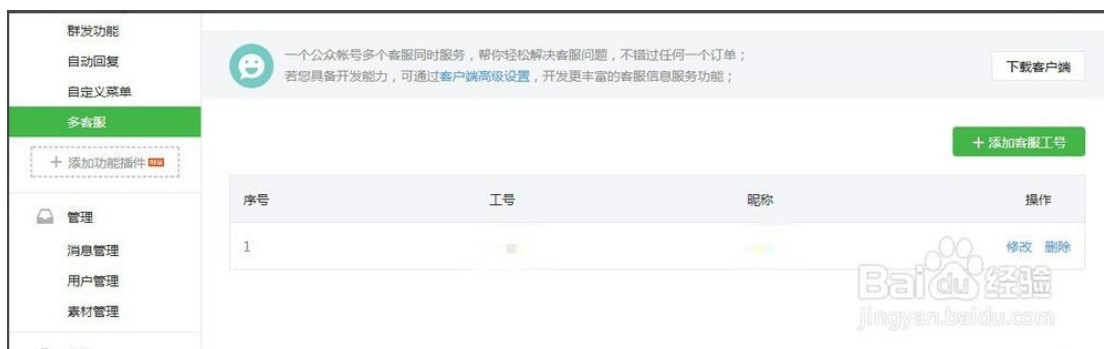 群发功能
自动回复
自定义菜单
多客服
+ 添加功能插件 NEW
管理
消息管理
用户管理
素材管理
一个公众帐号多个客服同时服务，帮你轻松解决客服问题，不错过任何一个订单；
若您具备开发能力，可通过客户端高级设置，开发更丰富的客服信息服务功能；
下载客户端
+ 添加客服工号
序号 工号 昵称 操作
1 修改 删除
Baidu 经验
jingyan.baidu.com